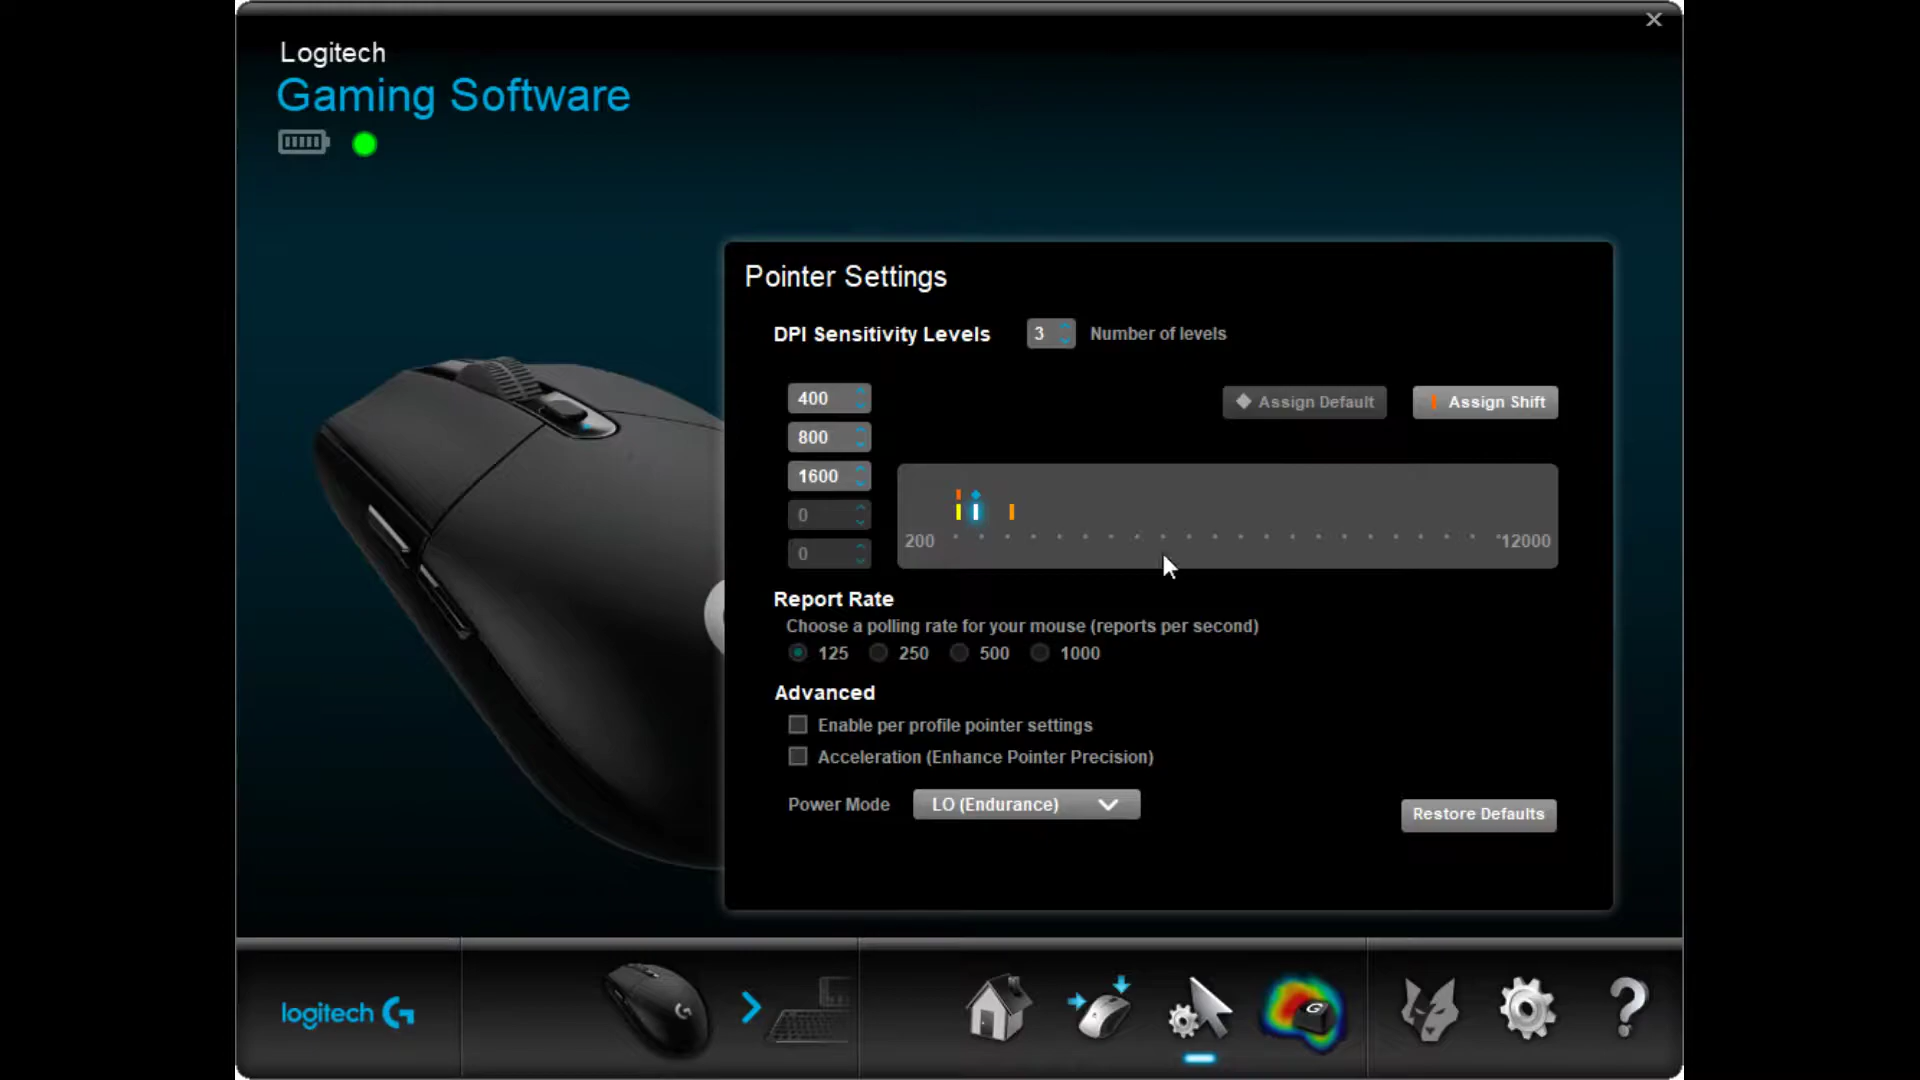 Logitech
Gaming Software
Pointer Settings
DPI Sensitivity Levels 3 Number of levels
400
Assign Default Assign Shift
800
1600
0
0
200 12000
Report Rate
Choose a polling rate for your mouse (reports per second)
125 250 500 1000
Advanced
Enable per profile pointer settings
Acceleration (Enhance Pointer Precision)
Power Mode LO (Endurance)
Restore Defaults
logitech G
G
G
?